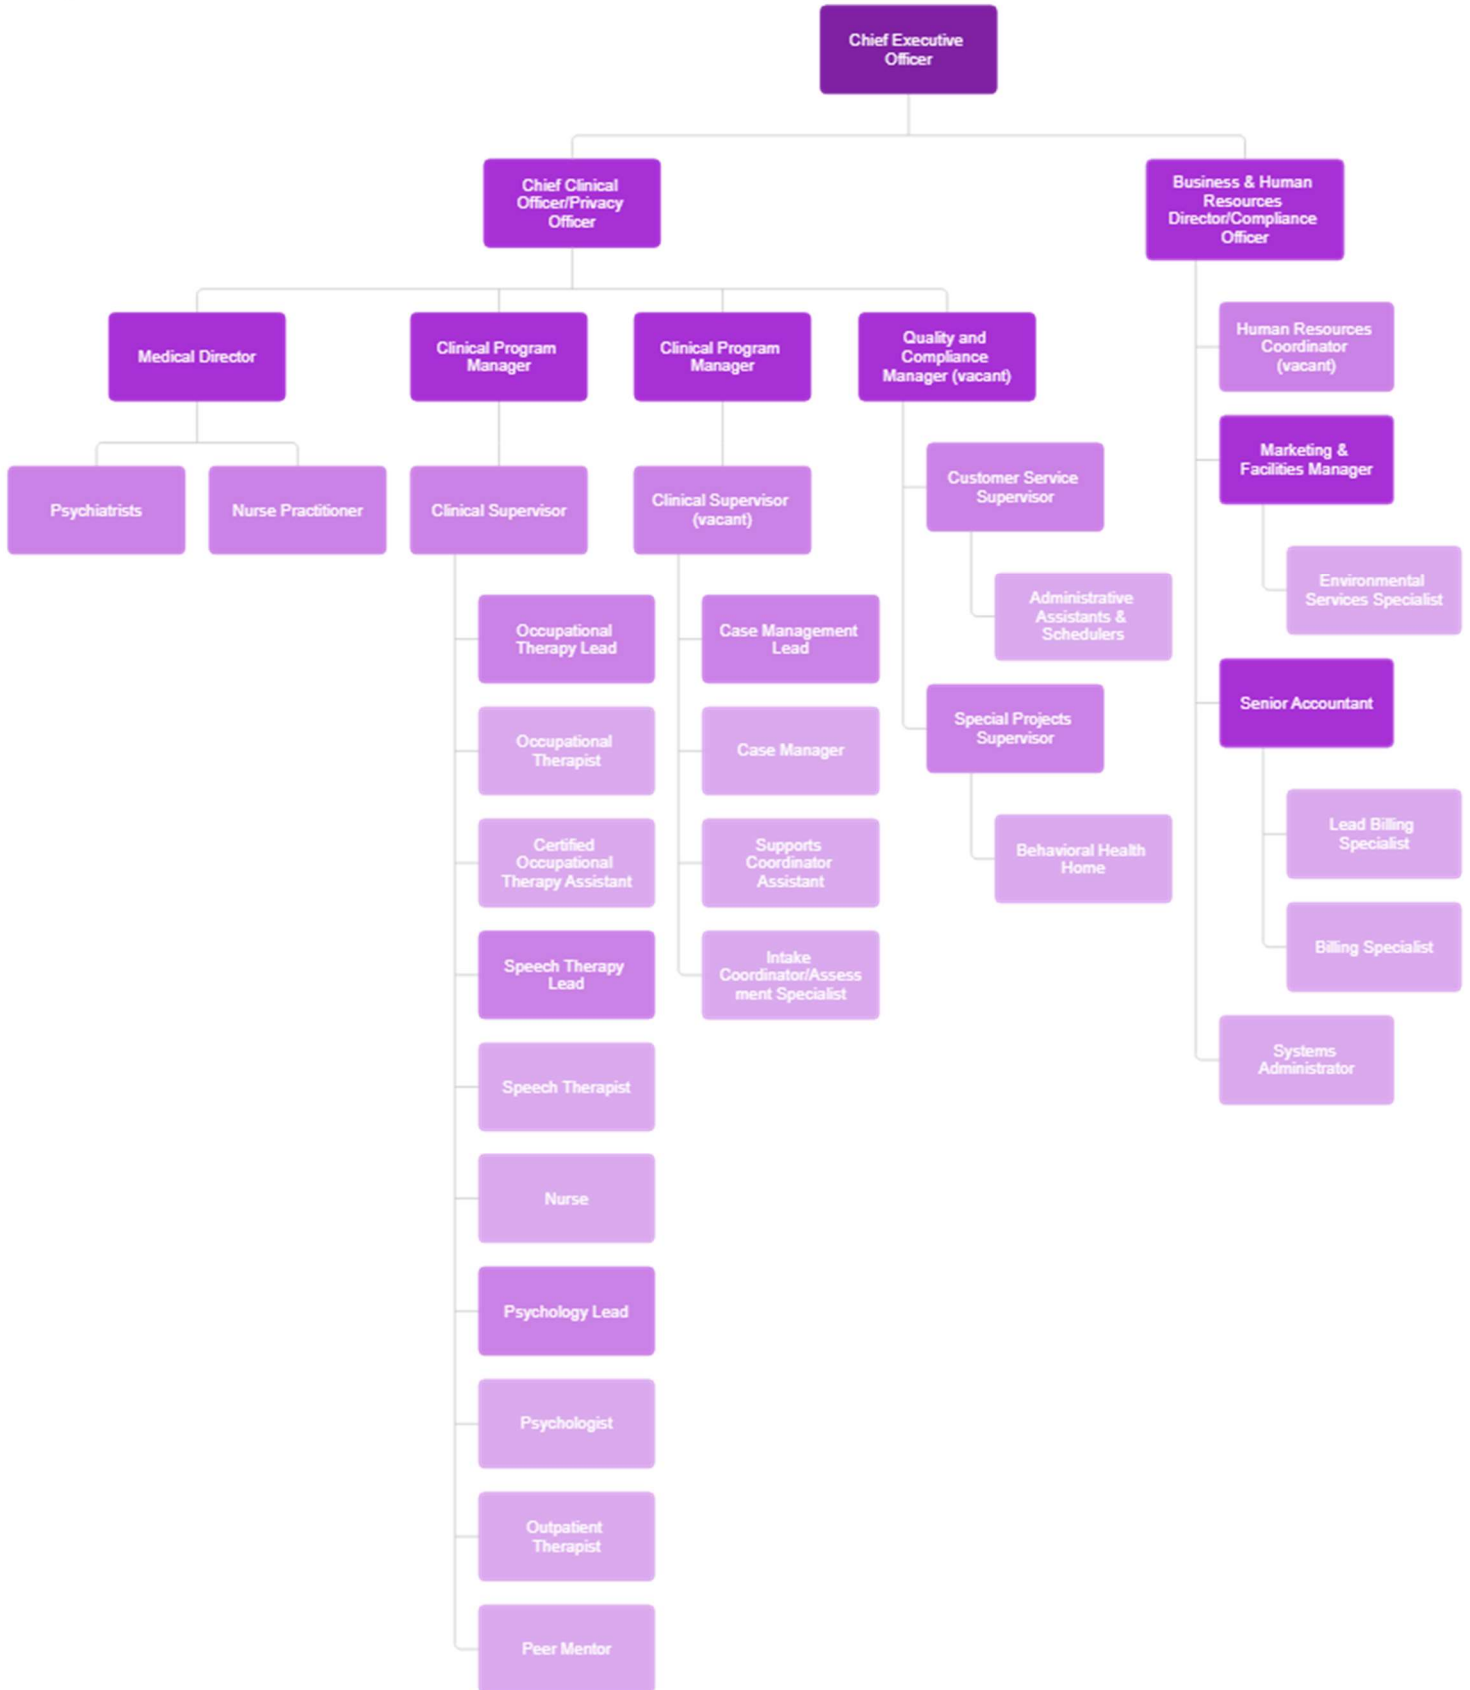 Chief Executive
Officer
Chief Clinical
Officer/Privacy
Officer
Business & Human
Resources
Director/Compliance
Officer
Medical Director
Clinical Program
Manager
Clinical Program
Manager
Quality and
Compliance
Manager (vacant)
Human Resources
Coordinator
(vacant)
Marketing &
Facilities Manager
Psychiatrists
Nurse Practitioner
Clinical Supervisor
Clinical Supervisor
(vacant)
Customer Service
Supervisor
Administrative
Assistants &
Schedulers
Environmental
Services Specialist
Occupational
Therapy Lead
Case Management
Lead
Special Projects
Supervisor
Senior Accountant
Occupational
Therapist
Case Manager
Certified
Occupational
Therapy Assistant
Supports
Coordinator
Assistant
Behavioral Health
Home
Lead Billing
Specialist
Speech Therapy
Lead
Intake
Coordinator/Assess
ment Specialist
Billing Specialist
Speech Therapist
Systems
Administrator
Nurse
Psychology Lead
Psychologist
Outpatient
Therapist
Peer Mentor